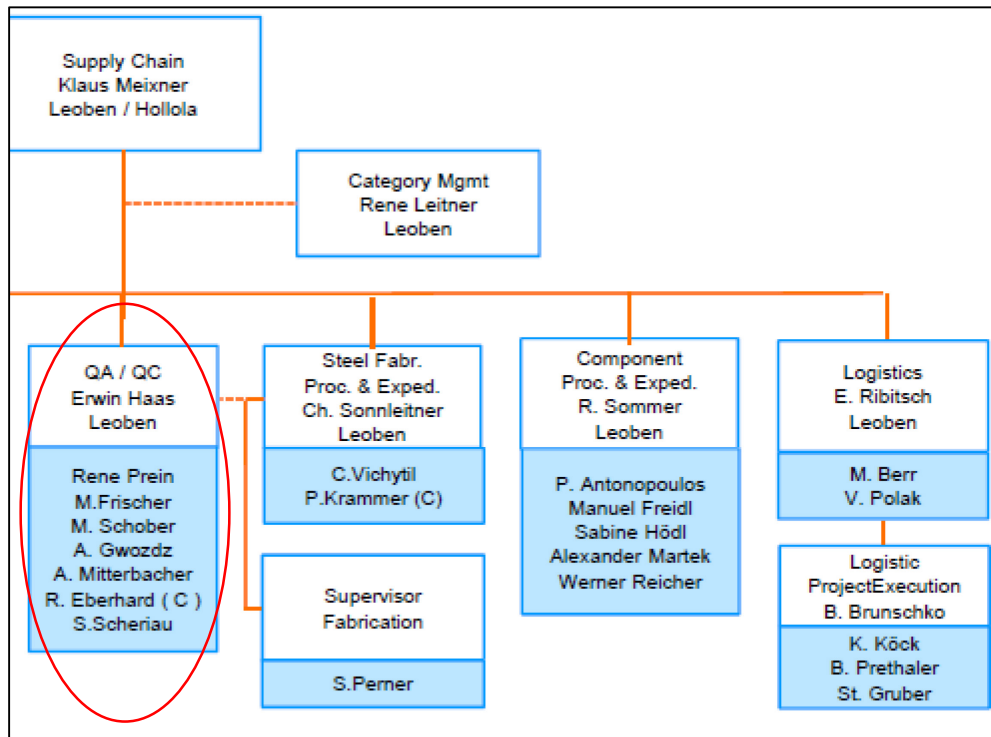 Supply Chain
Klaus Meixner
Leoben / Hollola
Category Mgmt
Rene Leitner
Leoben
QA / QC
Erwin Haas
Leoben
Rene Prein
M.Frischer
M. Schober
A. Gwozdz
A. Mitterbacher
R. Eberhard ( C )
S.Scheriau
Steel Fabr.
Proc. & Exped.
Ch. Sonnleitner
Leoben
C.Vichytil
P.Krammer (C)
Supervisor
Fabrication
S.Perner
Component
Proc. & Exped.
R. Sommer
Leoben
P. Antonopoulos
Manuel Freidl
Sabine Hödl
Alexander Martek
Werner Reicher
Logistics
E. Ribitsch
Leoben
M. Berr
V. Polak
Logistic
ProjectExecution
B. Brunschko
K. Köck
B. Prethaler
St. Gruber